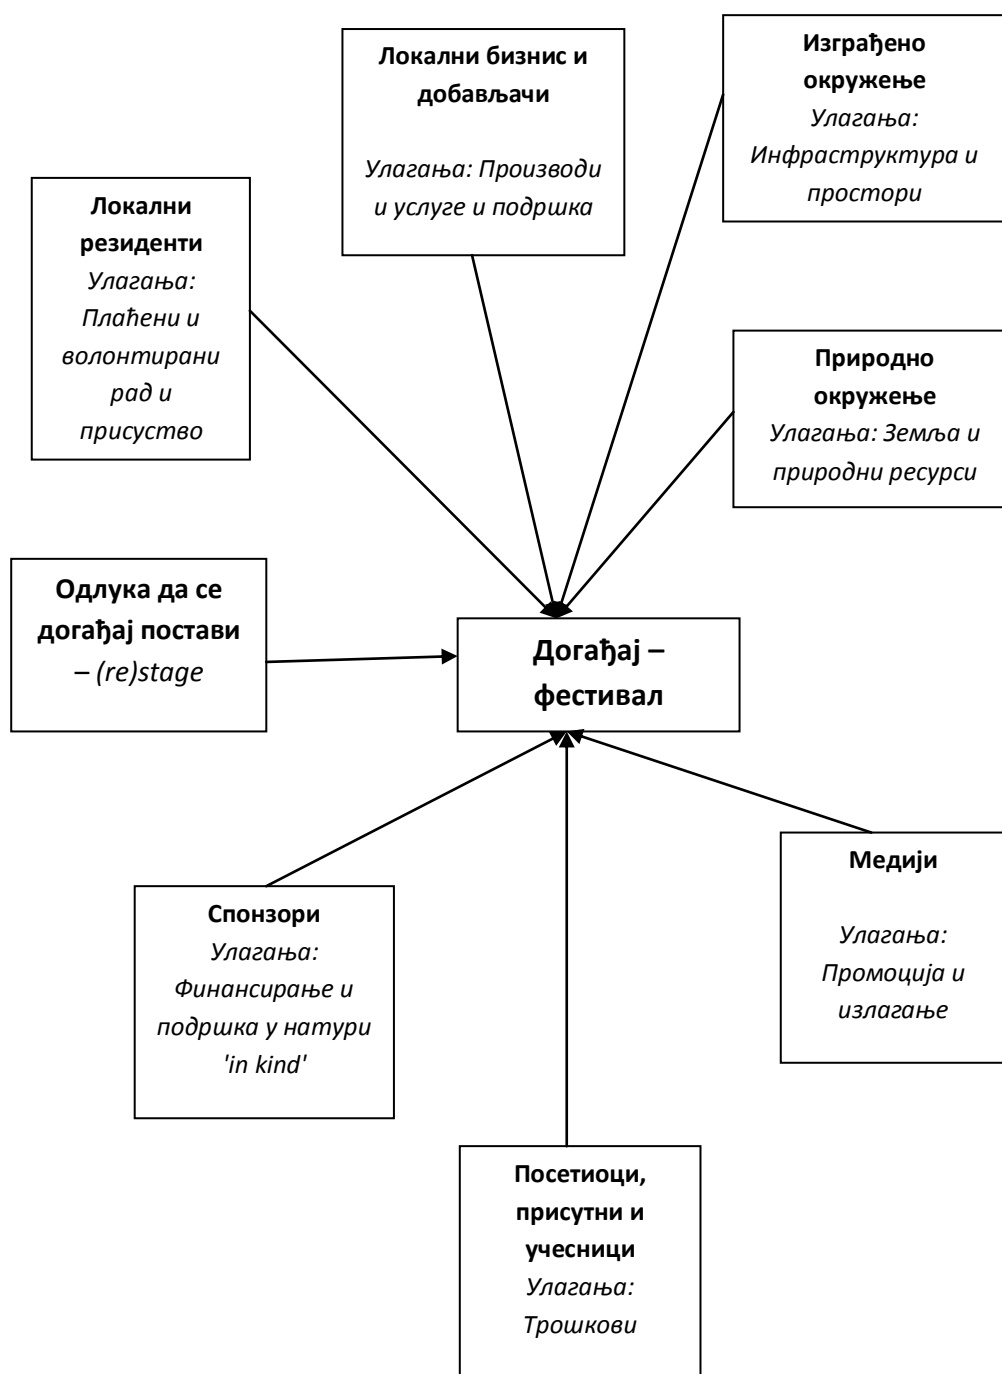 Локални бизнис и
добављачи
Улагања: Производи
и услуге и подршка
Изграђено
окружење
Улагања:
Инфраструктура и
простори
Локални
резиденти
Улагања:
Плаћени и
волонтирани
рад и
присуство
Природно
окружење
Улагања: Земља и
природни ресурси
Одлука да се
догађај постави
– (re)stage
Догађај –
фестивал
Спонзори
Улагања:
Финансирање и
подршка у натури
'in kind'
Медији
Улагања:
Промоција и
излагање
Посетиоци,
присутни и
учесници
Улагања:
Трошкови